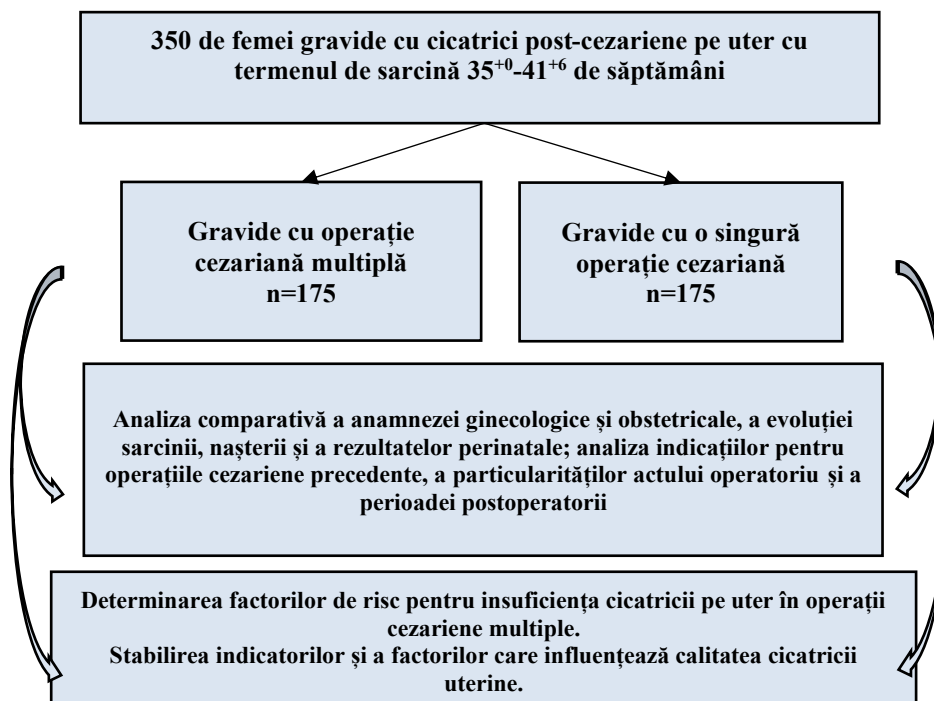 350 de femei gravide cu cicatrici post-cezariene pe uter cu
termenul de sarcină 35⁺⁰-41⁺⁶ de săptămâni
Gravide cu operație
cezariană multiplă
n=175
Gravide cu o singură
operație cezariană
n=175
Analiza comparativă a anamnezei ginecologice și obstetricale, a evoluției
sarcinii, nașterii și a rezultatelor perinatale; analiza indicațiilor pentru
operațiile cezariene precedente, a particularităților actului operatoriu și a
perioadei postoperatorii
Determinarea factorilor de risc pentru insuficiența cicatricii pe uter în operații
cezariene multiple.
Stabilirea indicatorilor și a factorilor care influențează calitatea cicatricii
uterine.